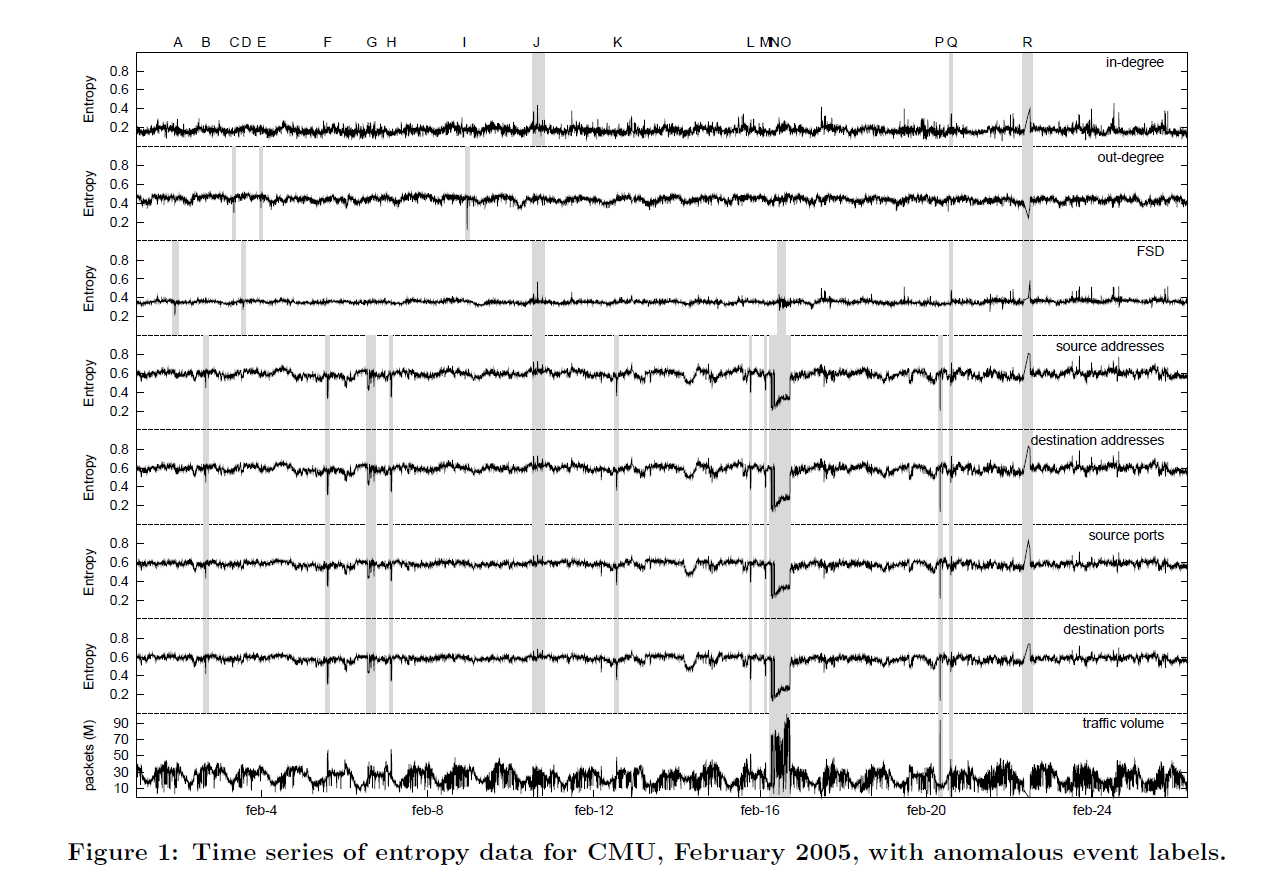 A B C D E F G H I J K L M N O P Q R
in-degree
Entropy
0.8
0.6
0.4
0.2
out-degree
Entropy
0.8
0.6
0.4
0.2
FSD
Entropy
0.8
0.6
0.4
0.2
source addresses
Entropy
0.8
0.6
0.4
0.2
destination addresses
Entropy
0.8
0.6
0.4
0.2
source ports
Entropy
0.8
0.6
0.4
0.2
destination ports
Entropy
0.8
0.6
0.4
0.2
traffic volume
packets (M)
90
70
50
30
10
feb-4 feb-8 feb-12 feb-16 feb-20 feb-24
Figure 1: Time series of entropy data for CMU, February 2005, with anomalous event labels.